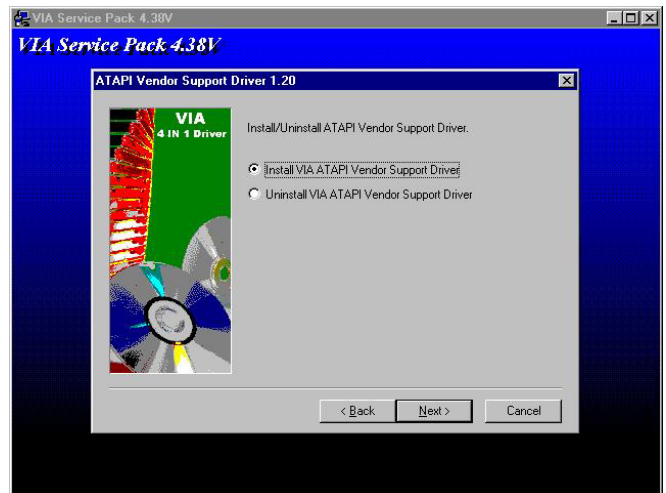 VIA Service Pack 4.38V
VIA Service Pack 4.38V
ATAPI Vendor Support Driver 1.20
VIA
4 IN 1 Driver
Install/Uninstall ATAPI Vendor Support Driver.
Install VIA ATAPI Vendor Support Driver
Uninstall VIA ATAPI Vendor Support Driver
< Back
Next >
Cancel